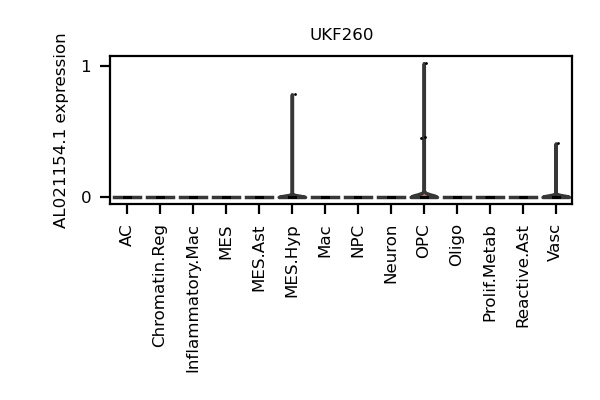 UKF260
AL021154.1 expression
1
0
AC
Chromatin.Reg
Inflammatory.Mac
MES
MES.Ast
MES.Hyp
Mac
NPC
Neuron
OPC
Oligo
Prolif.Metab
Reactive.Ast
Vasc